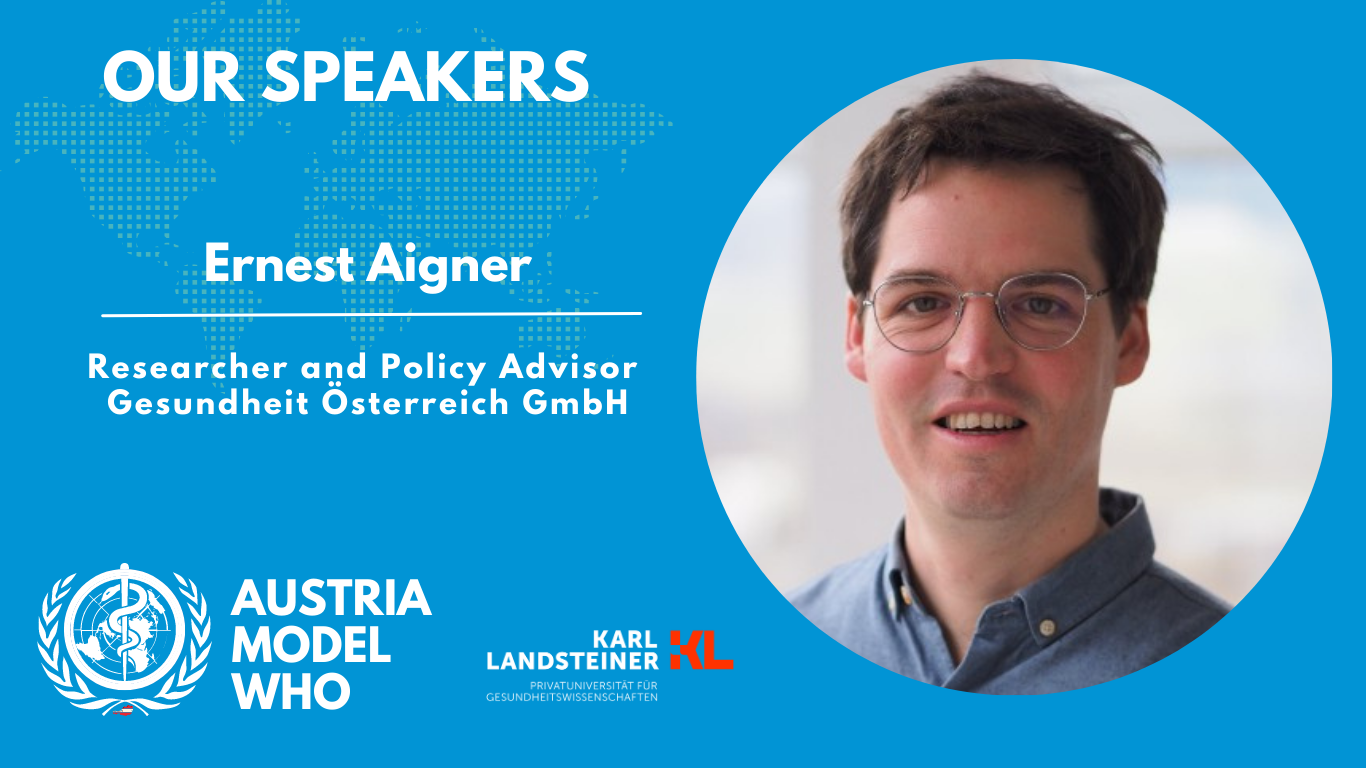 OUR SPEAKERS
Ernest Aigner
Researcher and Policy Advisor
Gesundheit Österreich GmbH
AUSTRIA
MODEL
WHO
KARL
LANDSTEINER
KL
PRIVATUNIVERSITÄT FÜR
GESUNDHEITSWISSENSCHAFTEN